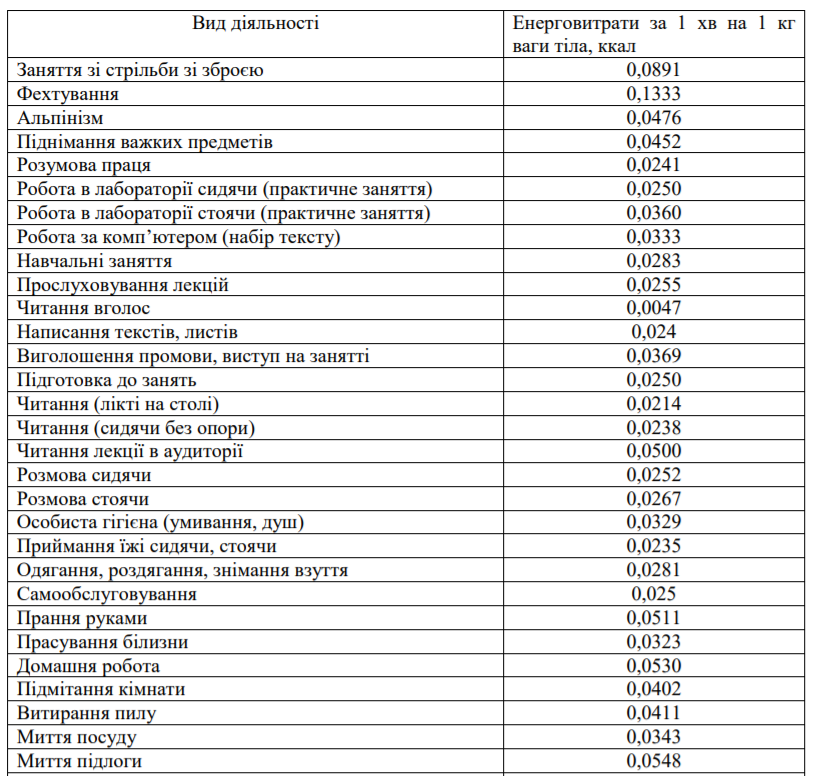 Вид діяльності
Енерговитрати за 1 хв на 1 кг
ваги тіла, ккал
Заняття зі стрільби зі зброєю 0,0891
Фехтування 0,1333
Альпінізм 0,0476
Піднімання важких предметів 0,0452
Розумова праця 0,0241
Робота в лабораторії сидячи (практичне заняття) 0,0250
Робота в лабораторії стоячи (практичне заняття) 0,0360
Робота за комп’ютером (набір тексту) 0,0333
Навчальні заняття 0,0283
Прослуховування лекцій 0,0255
Читання вголос 0,0047
Написання текстів, листів 0,024
Виголошення промови, виступ на занятті 0,0369
Підготовка до занять 0,0250
Читання (лікті на столі) 0,0214
Читання (сидячи без опори) 0,0238
Читання лекції в аудиторії 0,0500
Розмова сидячи 0,0252
Розмова стоячи 0,0267
Особиста гігієна (умивання, душ) 0,0329
Приймання їжі сидячи, стоячи 0,0235
Одягання, роздягання, знімання взуття 0,0281
Самообслуговування 0,025
Прання руками 0,0511
Прасування білизни 0,0323
Домашня робота 0,0530
Підмітання кімнати 0,0402
Витирання пилу 0,0411
Миття посуду 0,0343
Миття підлоги 0,0548